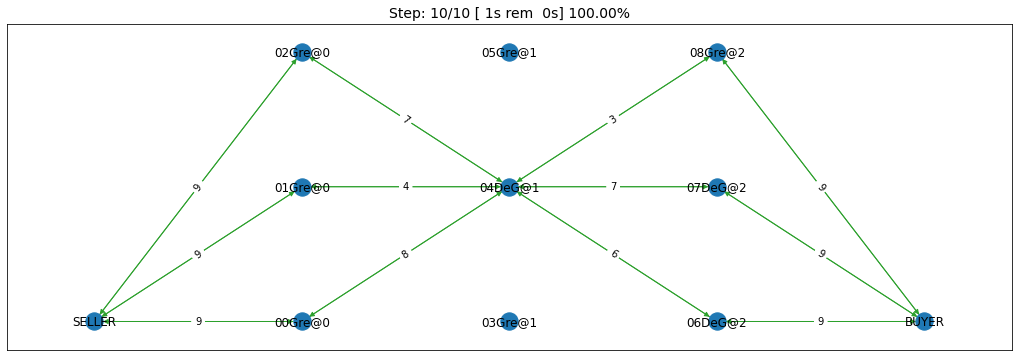 Step: 10/10 [ 1s rem  0s] 100.00%
02Gre@0
05Gre@1
08Gre@2
7
3
9
9
01Gre@0
4
04DeG@1
7
07DeG@2
9
8
6
9
SELLER
9
00Gre@0
03Gre@1
06DeG@2
9
BUYER